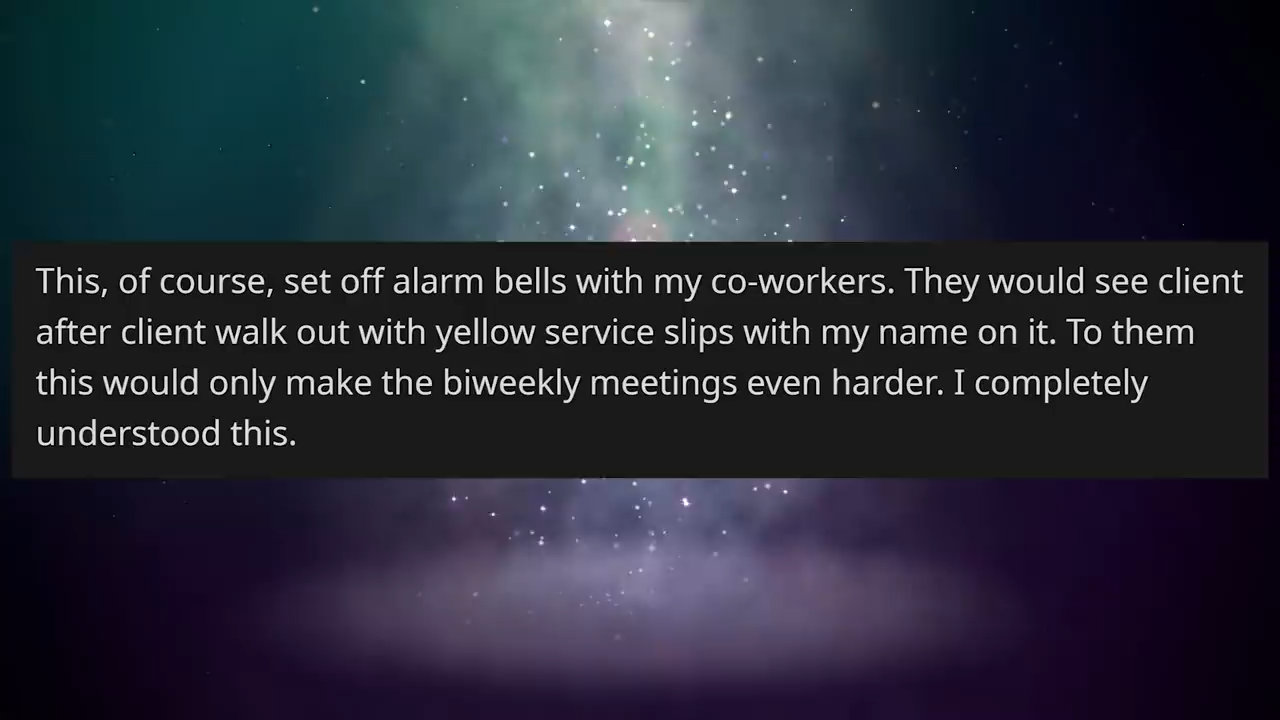 This, of course, set off alarm bells with my co-workers. They would see client
after client walk out with yellow service slips with my name on it. To them
this would only make the biweekly meetings even harder. I completely
understood this.